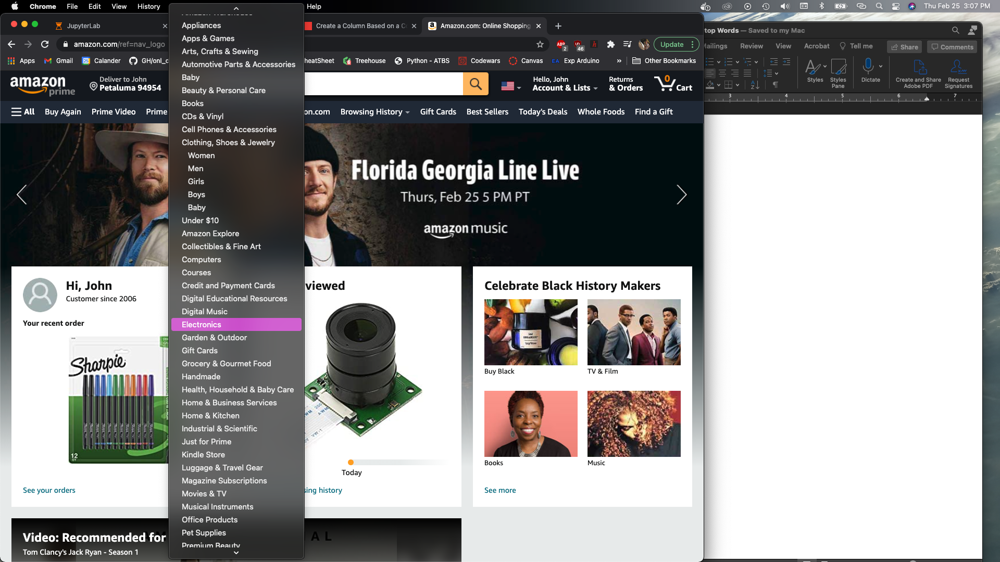 Chrome File Edit View History Help Thu Feb 25 3:07 PM
JupyterLab
Create a Column Based on a Co
Amazon.com: Online Shopping
amazon.com/ref=nav_logo
ABP 2
46
Update
Apps Gmail Calander GH/onl_c
heatSheet Treehouse Python - ATBS Codewars Canvas EA Exp Arduino » Other Bookmarks
amazon prime
Deliver to John
Petaluma 94954
Hello, John
Account & Lists
Returns
& Orders
0
Cart
All Buy Again Prime Video Prime
on.com Browsing History Gift Cards Best Sellers Today's Deals Whole Foods Find a Gift
Appliances
Apps & Games
Arts, Crafts & Sewing
Automotive Parts & Accessories
Baby
Beauty & Personal Care
Books
CDs & Vinyl
Cell Phones & Accessories
Clothing, Shoes & Jewelry
Women
Men
Girls
Boys
Baby
Under $10
Amazon Explore
Collectibles & Fine Art
Computers
Courses
Credit and Payment Cards
Digital Educational Resources
Digital Music
Electronics
Garden & Outdoor
Gift Cards
Grocery & Gourmet Food
Handmade
Health, Household & Baby Care
Home & Business Services
Home & Kitchen
Industrial & Scientific
Just for Prime
Kindle Store
Luggage & Travel Gear
Magazine Subscriptions
Movies & TV
Musical Instruments
Office Products
Pet Supplies
Premium Beauty
Florida Georgia Line Live
Thurs, Feb 25 5 PM PT
amazon music
Hi, John
Customer since 2006
Your recent order
Sharpie
12
See your orders
viewed
Today
sing history
Celebrate Black History Makers
Buy Black
TV & Film
Books
Music
See more
Video: Recommended for
Tom Clancy's Jack Ryan - Season 1
A L
top Words — Saved to my Mac
Mailings Review View Acrobat Tell me Share Comments
Styles
Styles Pane
Dictate
Create and Share Adobe PDF
Request Signatures
3 4 5 6 7